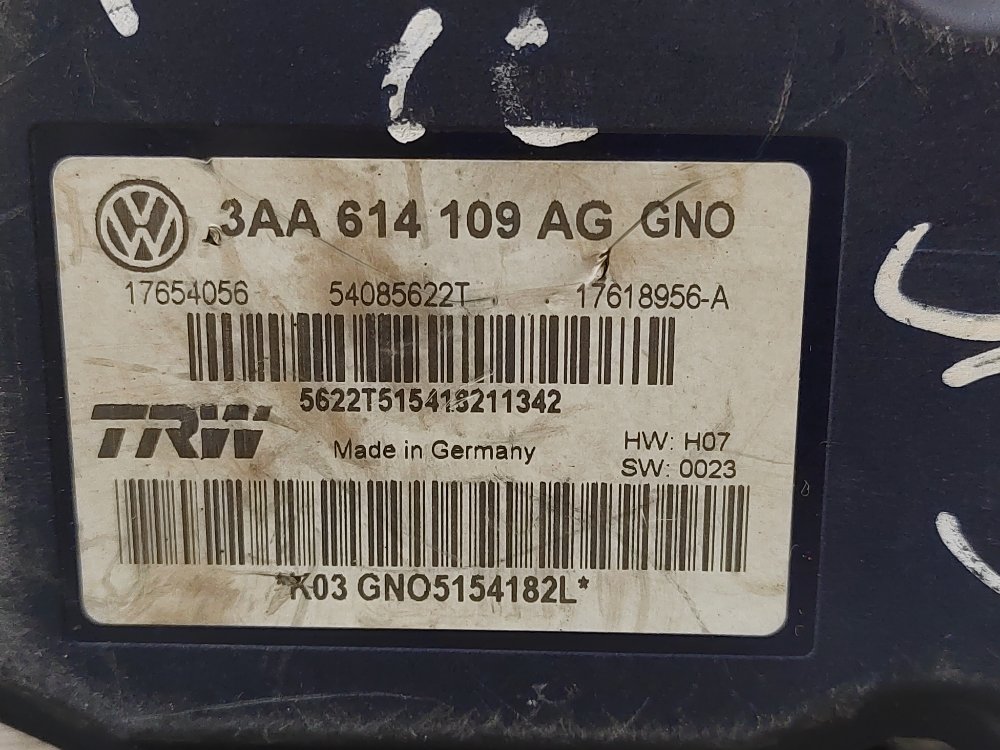 3AA 614 109 AG GNO
17654056 54085622T 17618956-A
5622T515418211342
TRW Made in Germany HW: H07
SW: 0023
*K03 GNO5154182L*